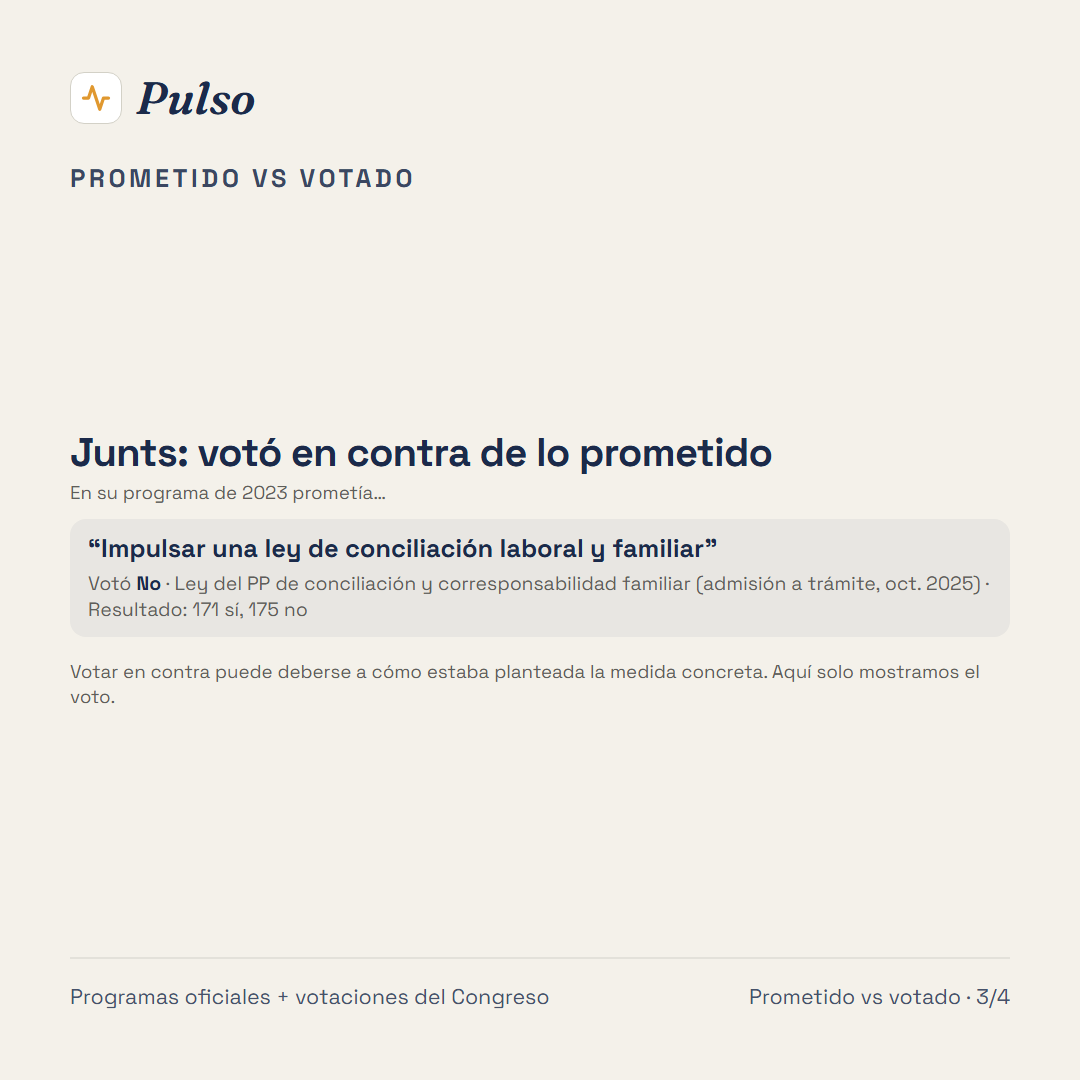 Pulso
PROMETIDO VS VOTADO
Junts: votó en contra de lo prometido
En su programa de 2023 prometía...
“Impulsar una ley de conciliación laboral y familiar”
Votó No · Ley del PP de conciliación y corresponsabilidad familiar (admisión a trámite, oct. 2025) ·
Resultado: 171 sí, 175 no
Votar en contra puede deberse a cómo estaba planteada la medida concreta. Aquí solo mostramos el
voto.
Programas oficiales + votaciones del Congreso
Prometido vs votado · 3/4